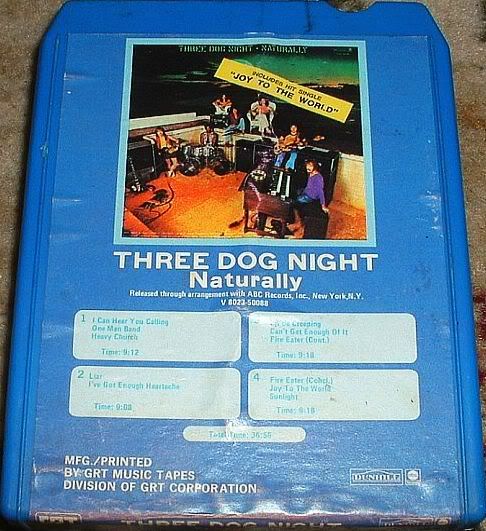 THREE DOG NIGHT • NATURALLY
INCLUDES HIT SINGLE
"JOY TO THE WORLD"
THREE DOG NIGHT
Naturally
Released through arrangement with ABC Records, Inc., New York, N.Y.
V 8023-50088
1 I Can Hear You Calling
One Man Band
Heavy Church
Time: 9:12
2 Liar
I've Got Enough Heartache
Time: 9:08
Creeping
Can't Get Enough Of It
Fire Eater (Cont.)
Time: 9:18
4 Fire Eater (Concl.)
Joy To The World
Sunlight
Time: 9:18
Total Time: 36:56
MFG./PRINTED
BY GRT MUSIC TAPES
DIVISION OF GRT CORPORATION
DUNHILL
abc
THREE DOG NIGHT